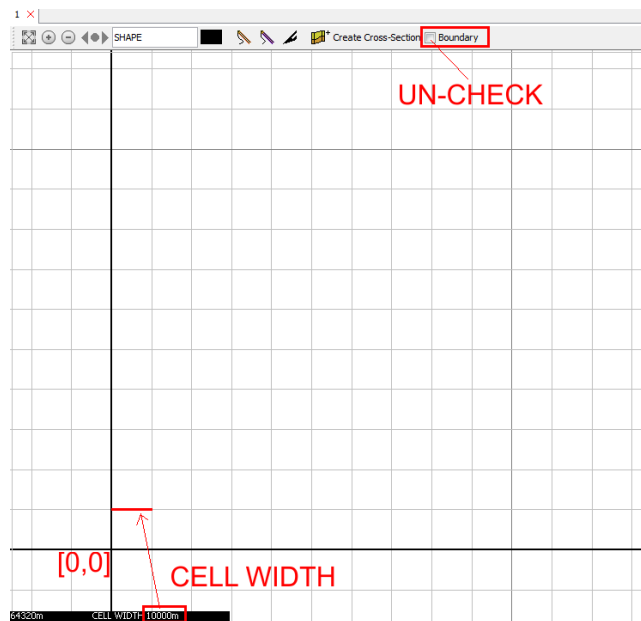 1
SHAPE Create Cross-Section Boundary
UN-CHECK
[0,0]
CELL WIDTH
64320m CELL WIDTH 10000m